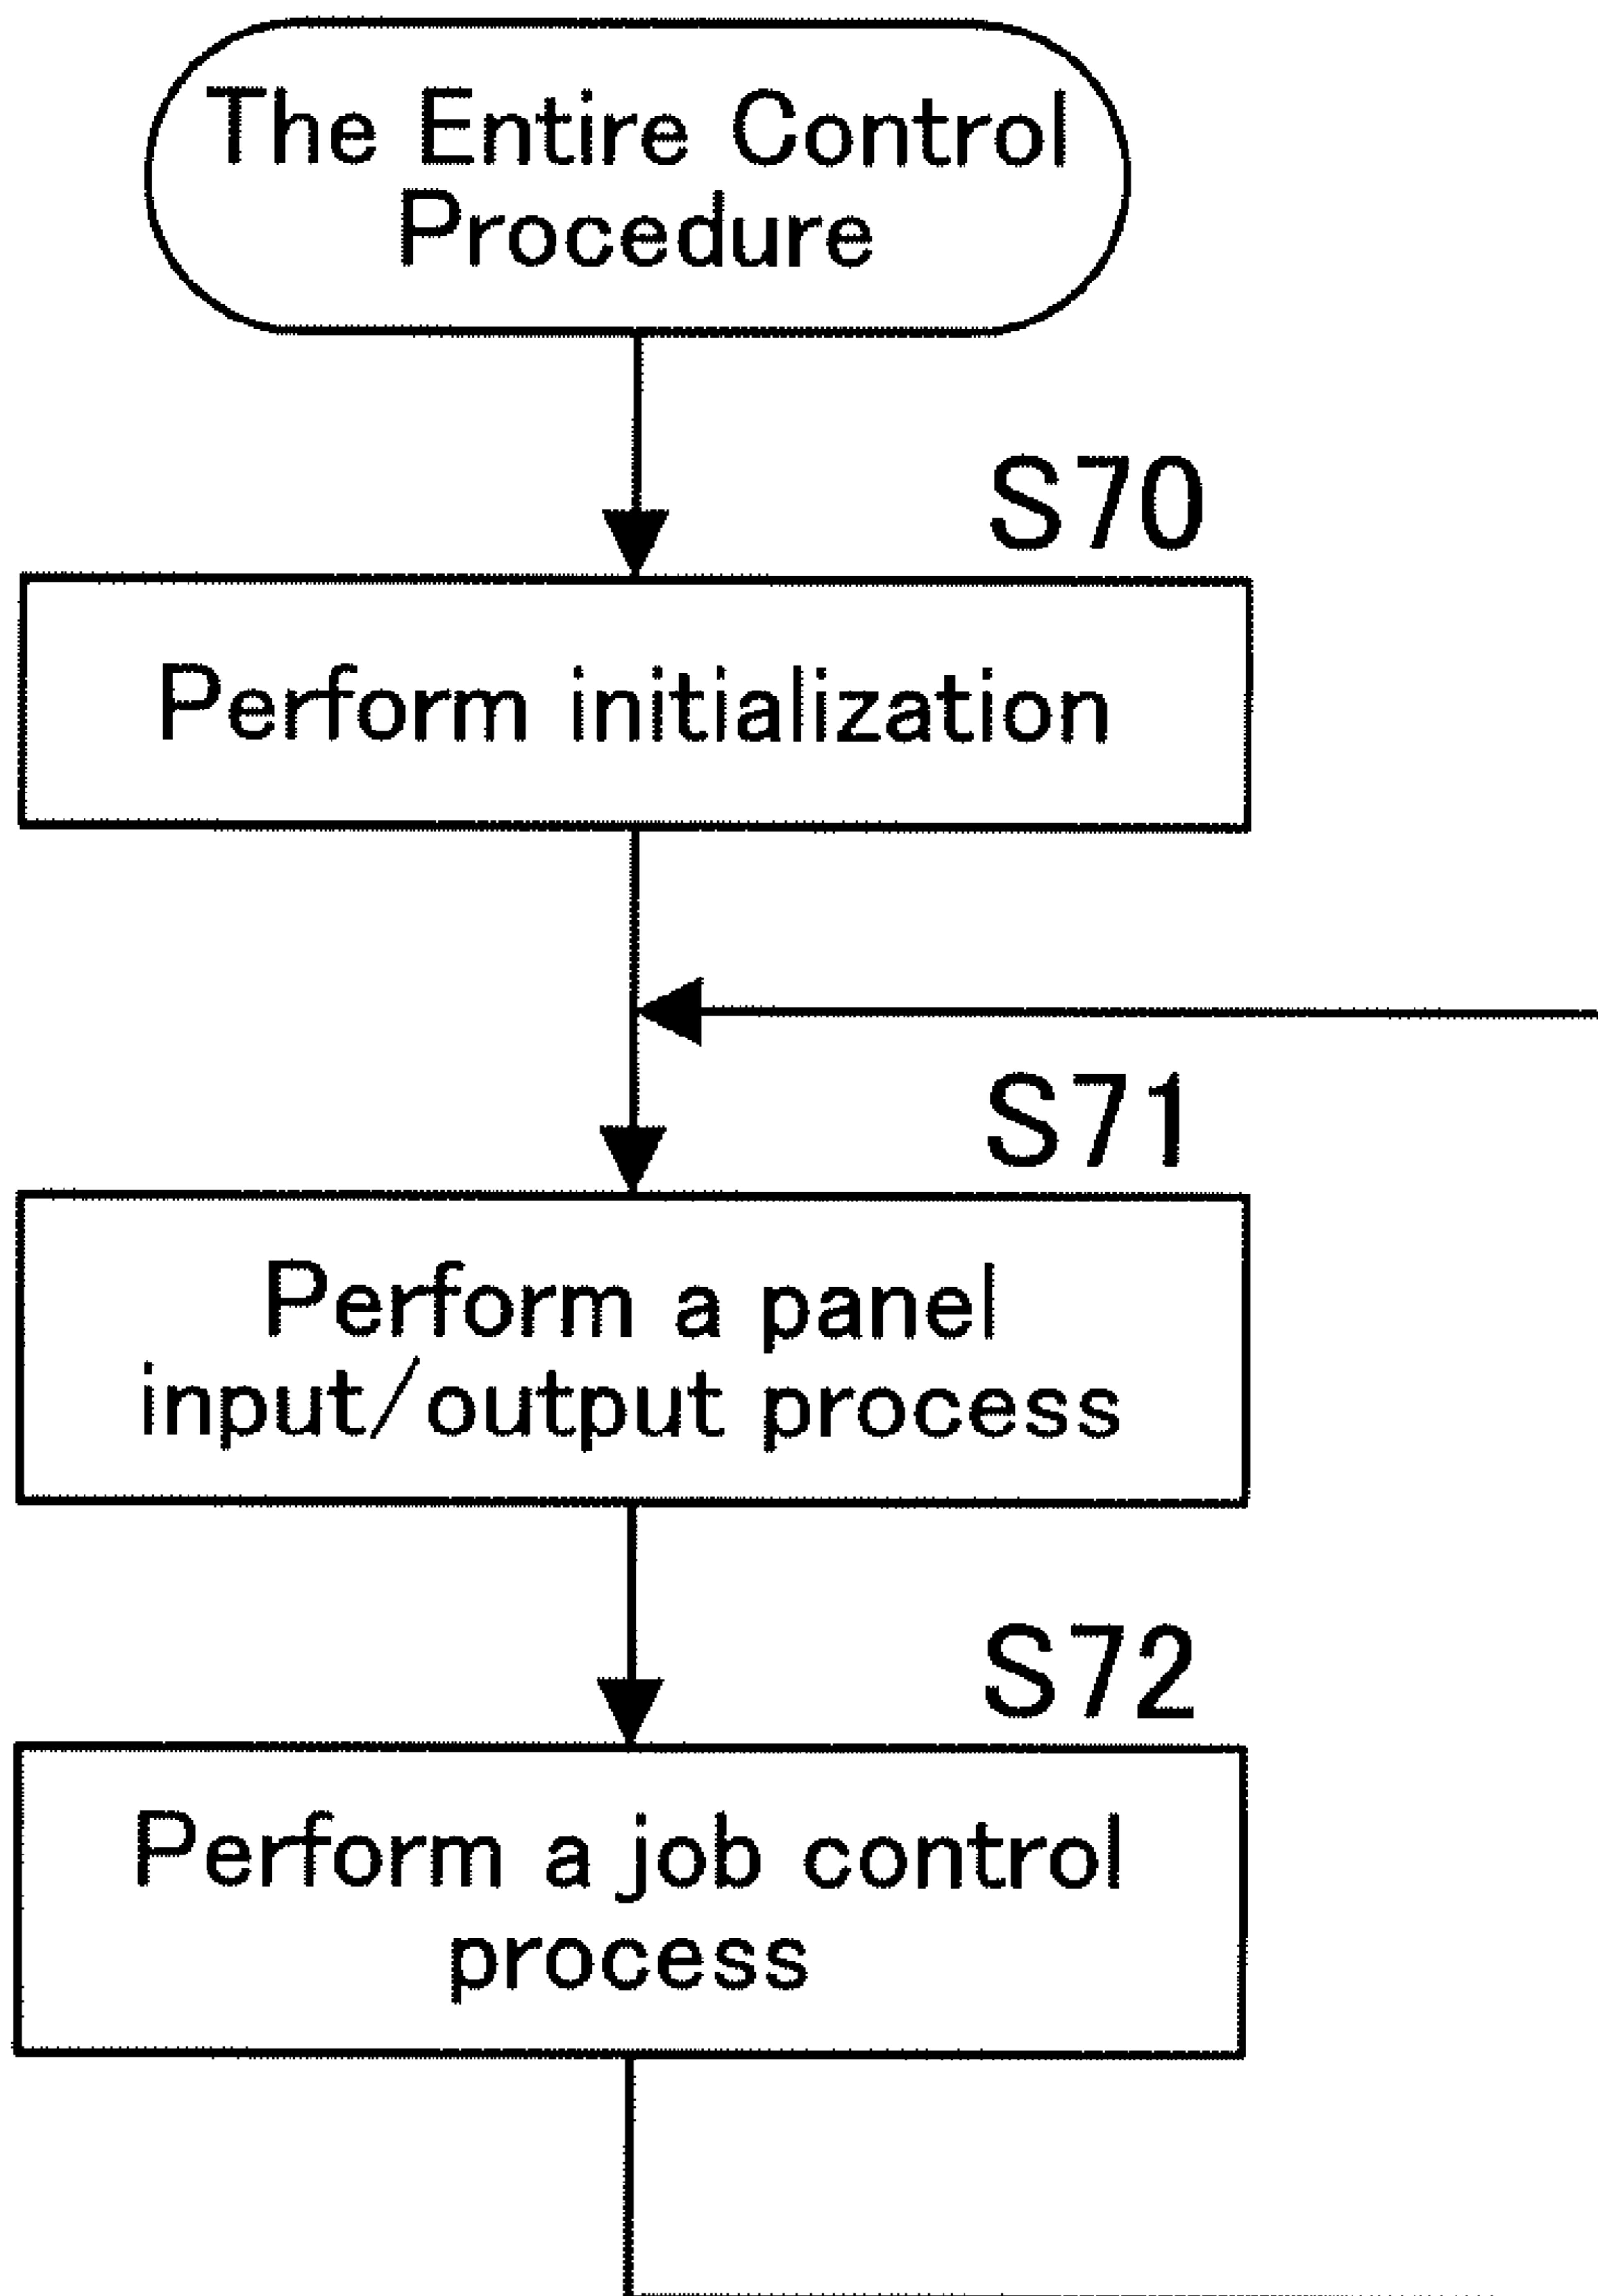 The Entire Control
Procedure
S70
Perform initialization
S71
Perform a panel
input/output process
S72
Perform a job control
process